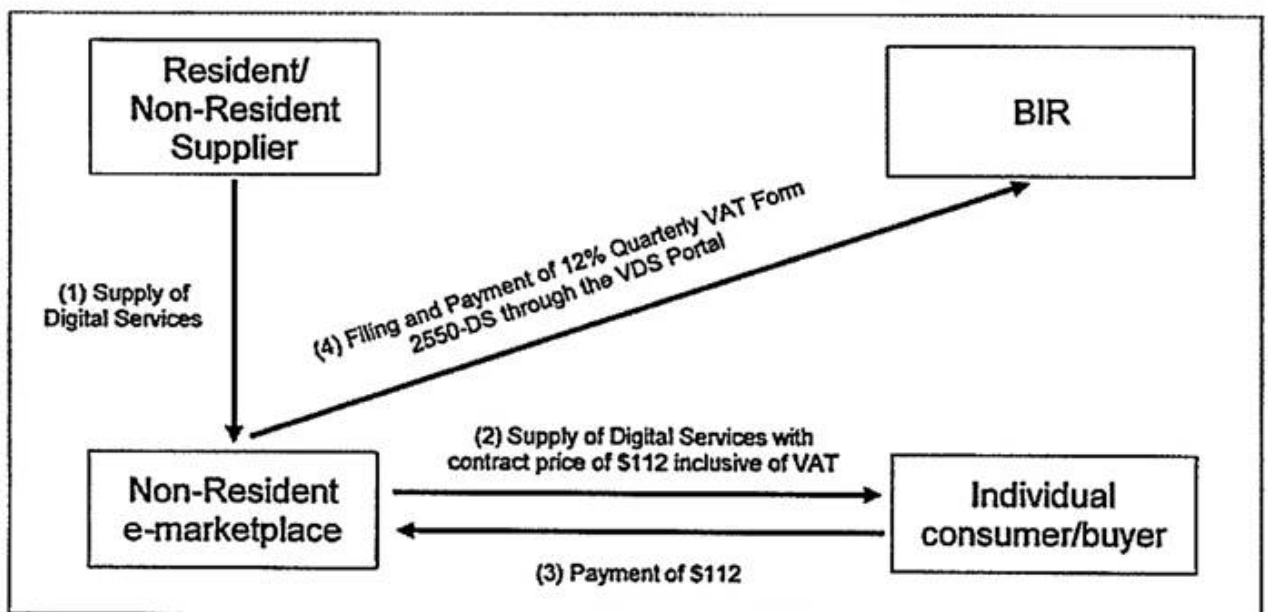 Resident/
Non-Resident
Supplier
BIR
(1) Supply of
Digital Services
(4) Filing and Payment of 12% Quarterly VAT Form
2550-DS through the VDS Portal
(2) Supply of Digital Services with
contract price of $112 inclusive of VAT
Non-Resident
e-marketplace
Individual
consumer/buyer
(3) Payment of $112